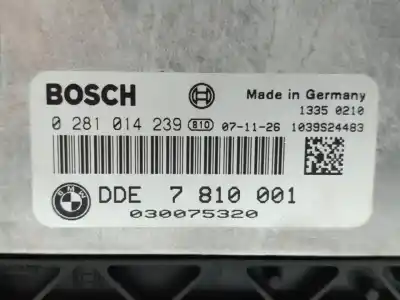 BOSCH
Made in Germany
1335 0210
0 281 014 239 810 07-11-26 1039S24483
BMW
DDE 7 810 001
030075320